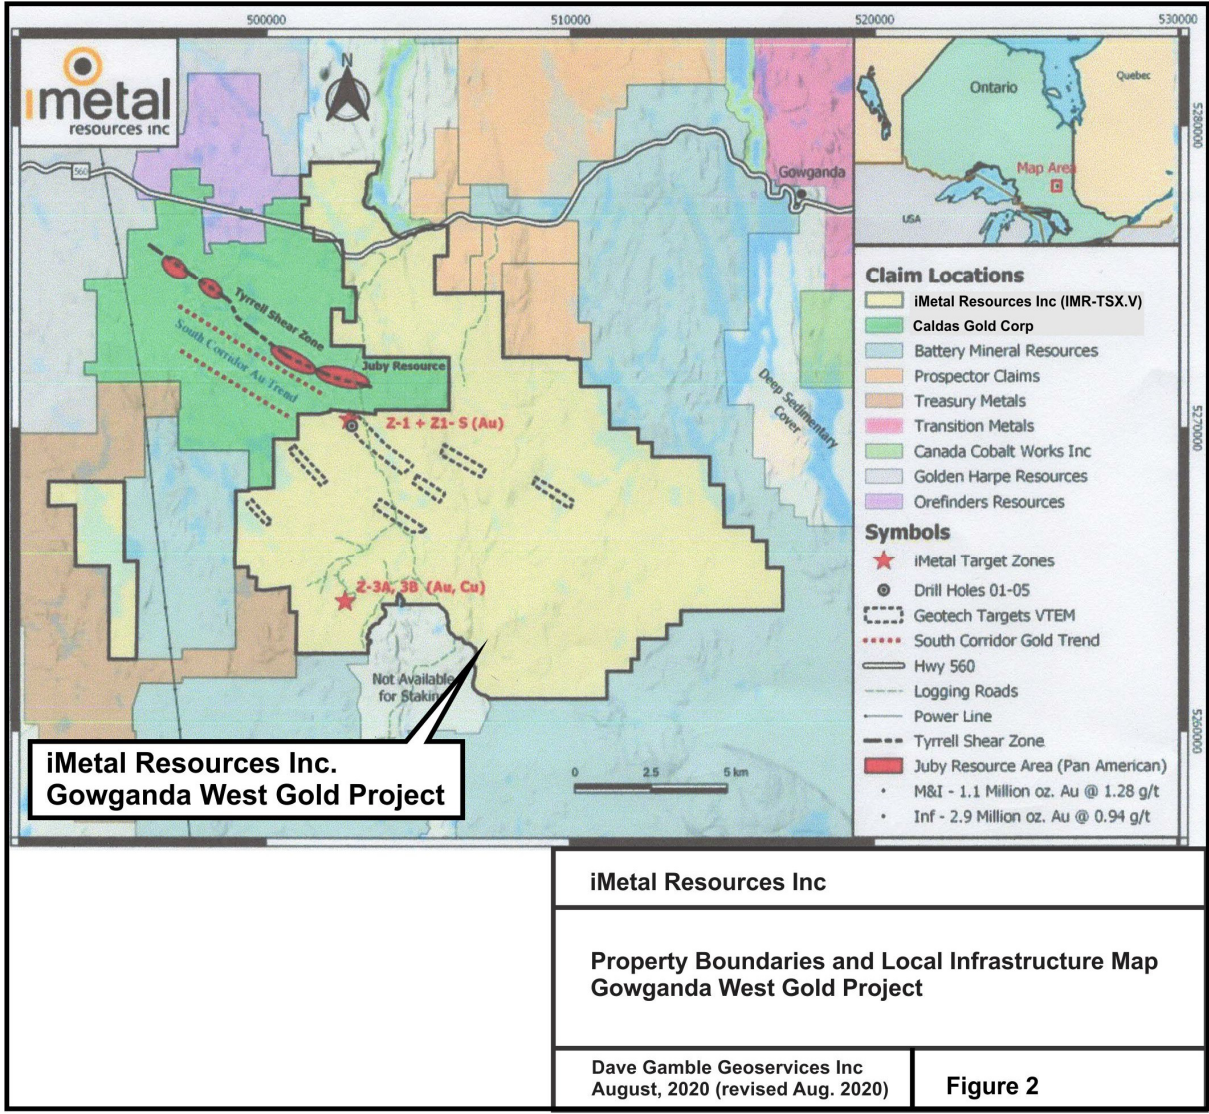 500000
510000
520000
530000
imetal
resources inc
N
560
Gowganda
Ontario
Quebec
Map Area
USA
5280000
5270000
5260000
Tyrrell Shear Zone
South Corridor Au Trend
Juby Resource
Z-1 + Z1- S (Au)
Deep Sedimentary
Cover
Z-3A, 3B (Au, Cu)
Not Available
for Stakin
iMetal Resources Inc.
Gowganda West Gold Project
0 2.5 5 km
Claim Locations
iMetal Resources Inc (IMR-TSX.V)
Caldas Gold Corp
Battery Mineral Resources
Prospector Claims
Treasury Metals
Transition Metals
Canada Cobalt Works Inc
Golden Harpe Resources
Orefinders Resources
Symbols
iMetal Target Zones
Drill Holes 01-05
Geotech Targets VTEM
South Corridor Gold Trend
Hwy 560
Logging Roads
Power Line
Tyrrell Shear Zone
Juby Resource Area (Pan American)
M&I - 1.1 Million oz. Au @ 1.28 g/t
Inf - 2.9 Million oz. Au @ 0.94 g/t
iMetal Resources Inc
Property Boundaries and Local Infrastructure Map
Gowganda West Gold Project
Dave Gamble Geoservices Inc
August, 2020 (revised Aug. 2020)
Figure 2